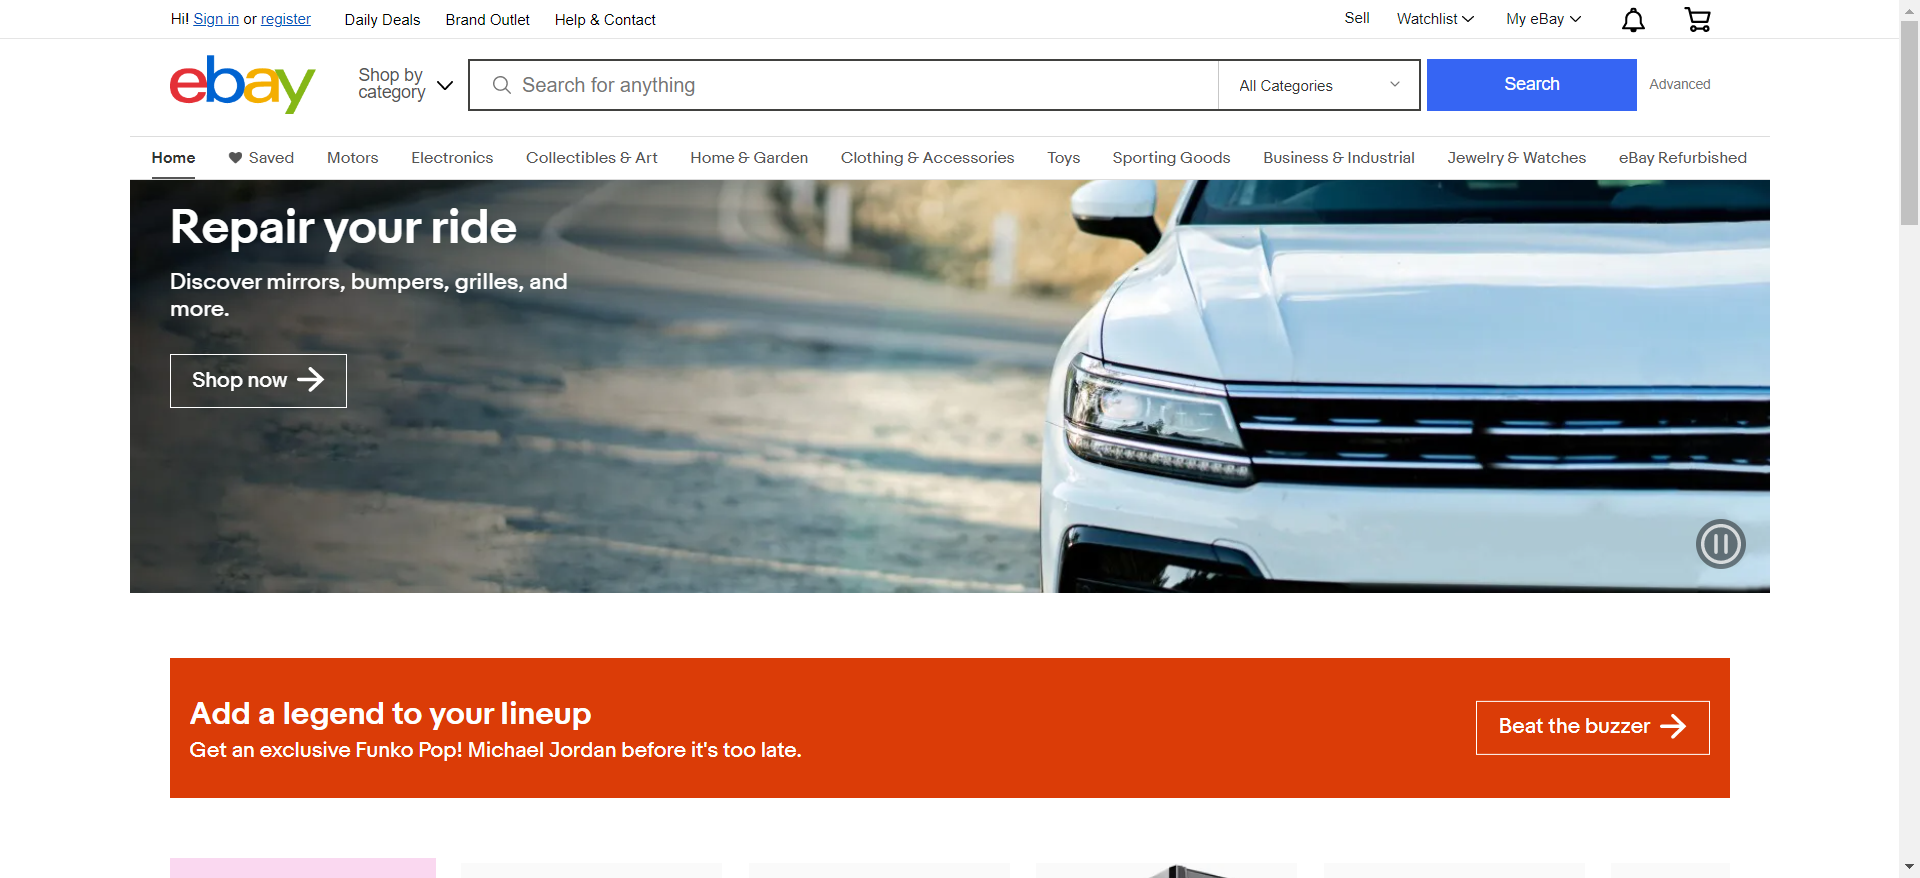 Hi! Sign in or register
Daily Deals
Brand Outlet
Help & Contact
Sell
Watchlist
My eBay
ebay
Shop by
category
Search for anything
All Categories
Search
Advanced
Home
Saved
Motors
Electronics
Collectibles & Art
Home & Garden
Clothing & Accessories
Toys
Sporting Goods
Business & Industrial
Jewelry & Watches
eBay Refurbished
Repair your ride
Discover mirrors, bumpers, grilles, and
more.
Shop now
Add a legend to your lineup
Get an exclusive Funko Pop! Michael Jordan before it's too late.
Beat the buzzer